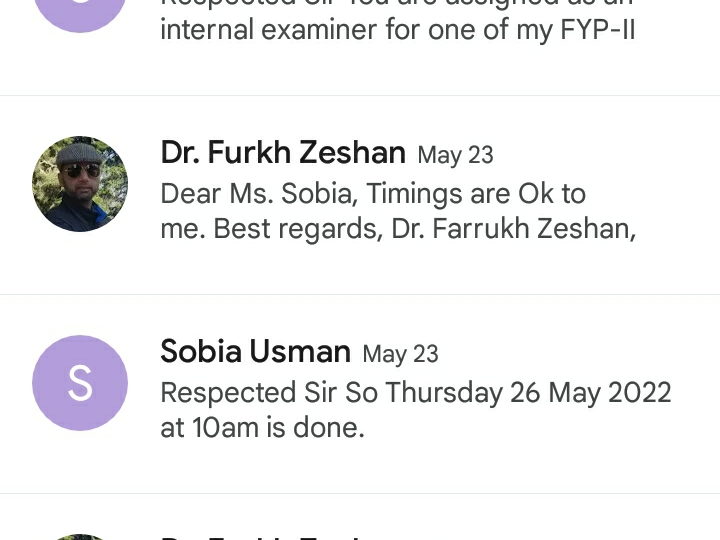 internal examiner for one of my FYP-II
Dr. Furkh Zeshan May 23
Dear Ms. Sobia, Timings are Ok to
me. Best regards, Dr. Farrukh Zeshan,
Sobia Usman May 23
S
Respected Sir So Thursday 26 May 2022
at 10am is done.